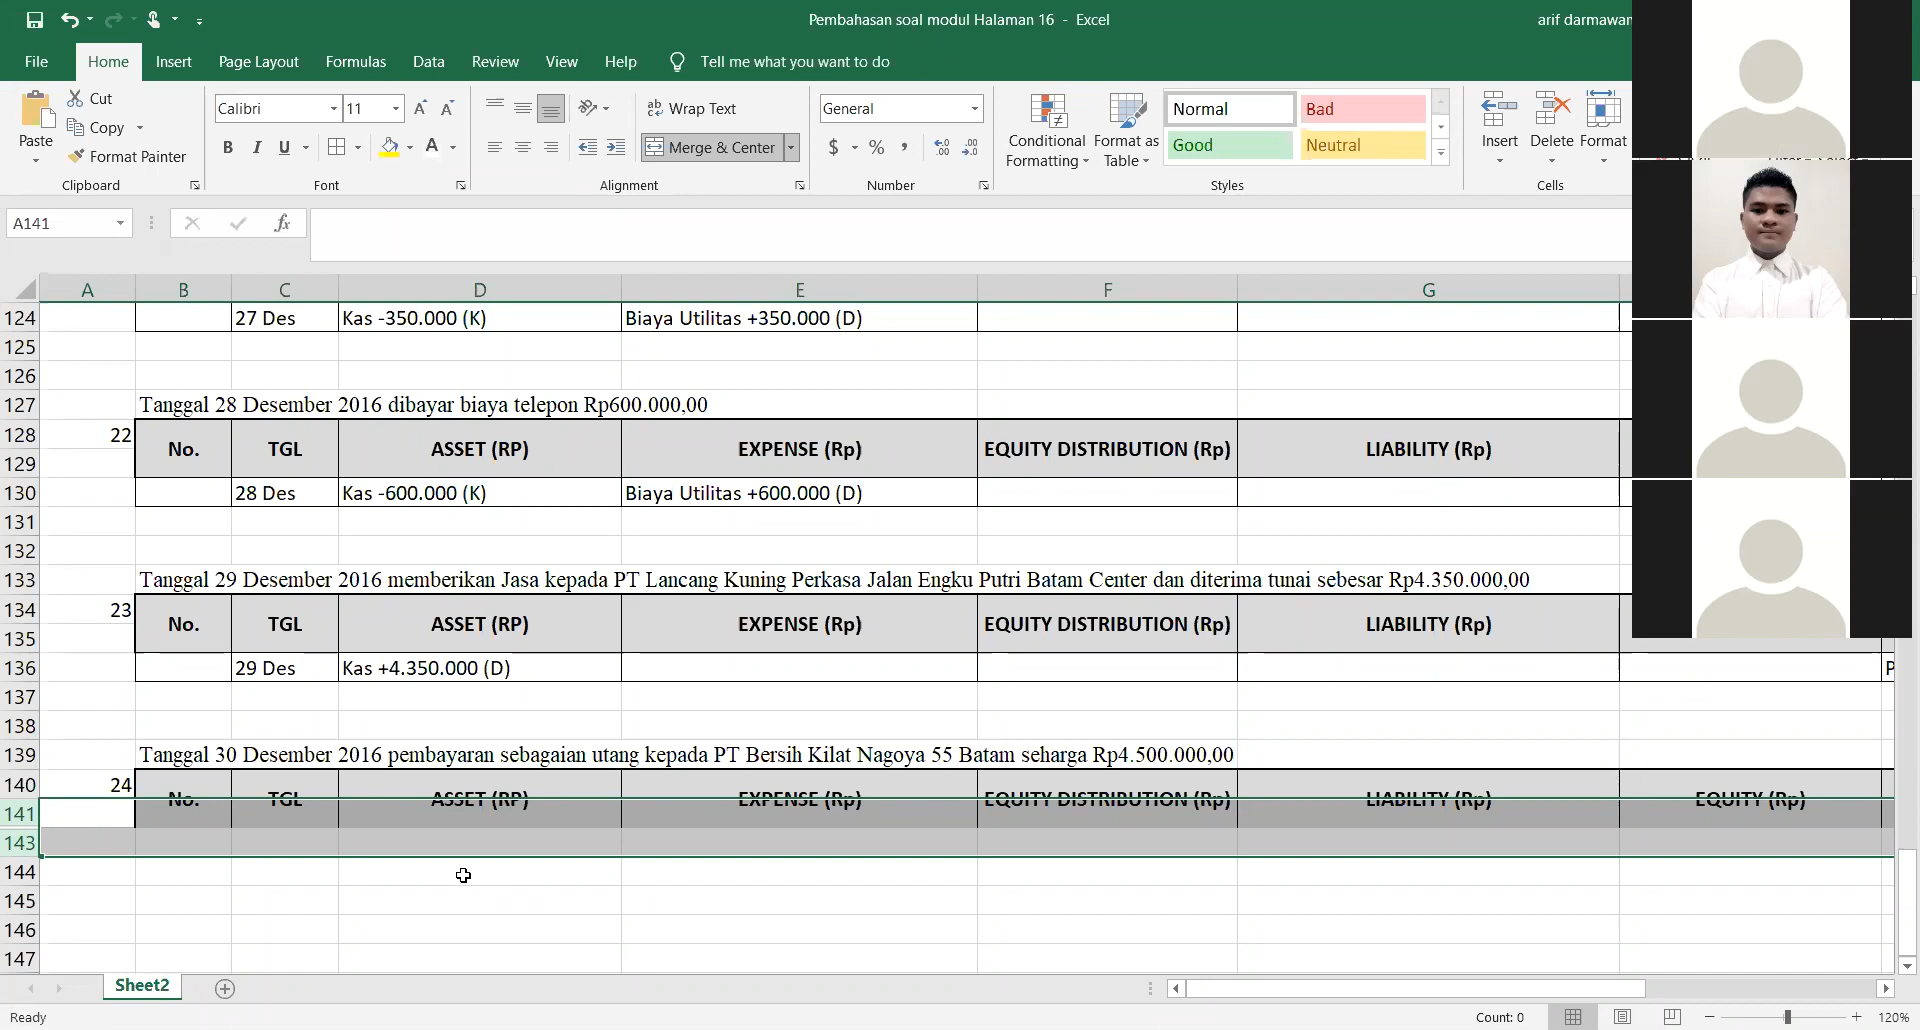 Pembahasan soal modul Halaman 16 - Excel
arif darmawan
File Home Insert Page Layout Formulas Data Review View Help Tell me what you want to do
Cut
Copy
Format Painter
Paste
Clipboard
Calibri 11
B I U
Font
Wrap Text
Merge & Center
Alignment
General
$ %
Number
Conditional Formatting
Format as Table
Normal Bad
Good Neutral
Styles
Insert Delete Format
Cells
A141
fx
A B C D E F G
124 27 Des Kas -350.000 (K) Biaya Utilitas +350.000 (D)
125
126
127 Tanggal 28 Desember 2016 dibayar biaya telepon Rp600.000,00
128 22
No. TGL ASSET (RP) EXPENSE (Rp) EQUITY DISTRIBUTION (Rp) LIABILITY (Rp)
129
130 28 Des Kas -600.000 (K) Biaya Utilitas +600.000 (D)
131
132
133 Tanggal 29 Desember 2016 memberikan Jasa kepada PT Lancang Kuning Perkasa Jalan Engku Putri Batam Center dan diterima tunai sebesar Rp4.350.000,00
134 23
No. TGL ASSET (RP) EXPENSE (Rp) EQUITY DISTRIBUTION (Rp) LIABILITY (Rp)
135
136 29 Des Kas +4.350.000 (D) P
137
138
139 Tanggal 30 Desember 2016 pembayaran sebagaian utang kepada PT Bersih Kilat Nagoya 55 Batam seharga Rp4.500.000,00
140 24
No. TGL ASSET (RP) EXPENSE (Rp) EQUITY DISTRIBUTION (Rp) LIABILITY (Rp) EQUITY (Rp)
141
143
144
145
146
147
Sheet2
Ready
Count: 0
120%